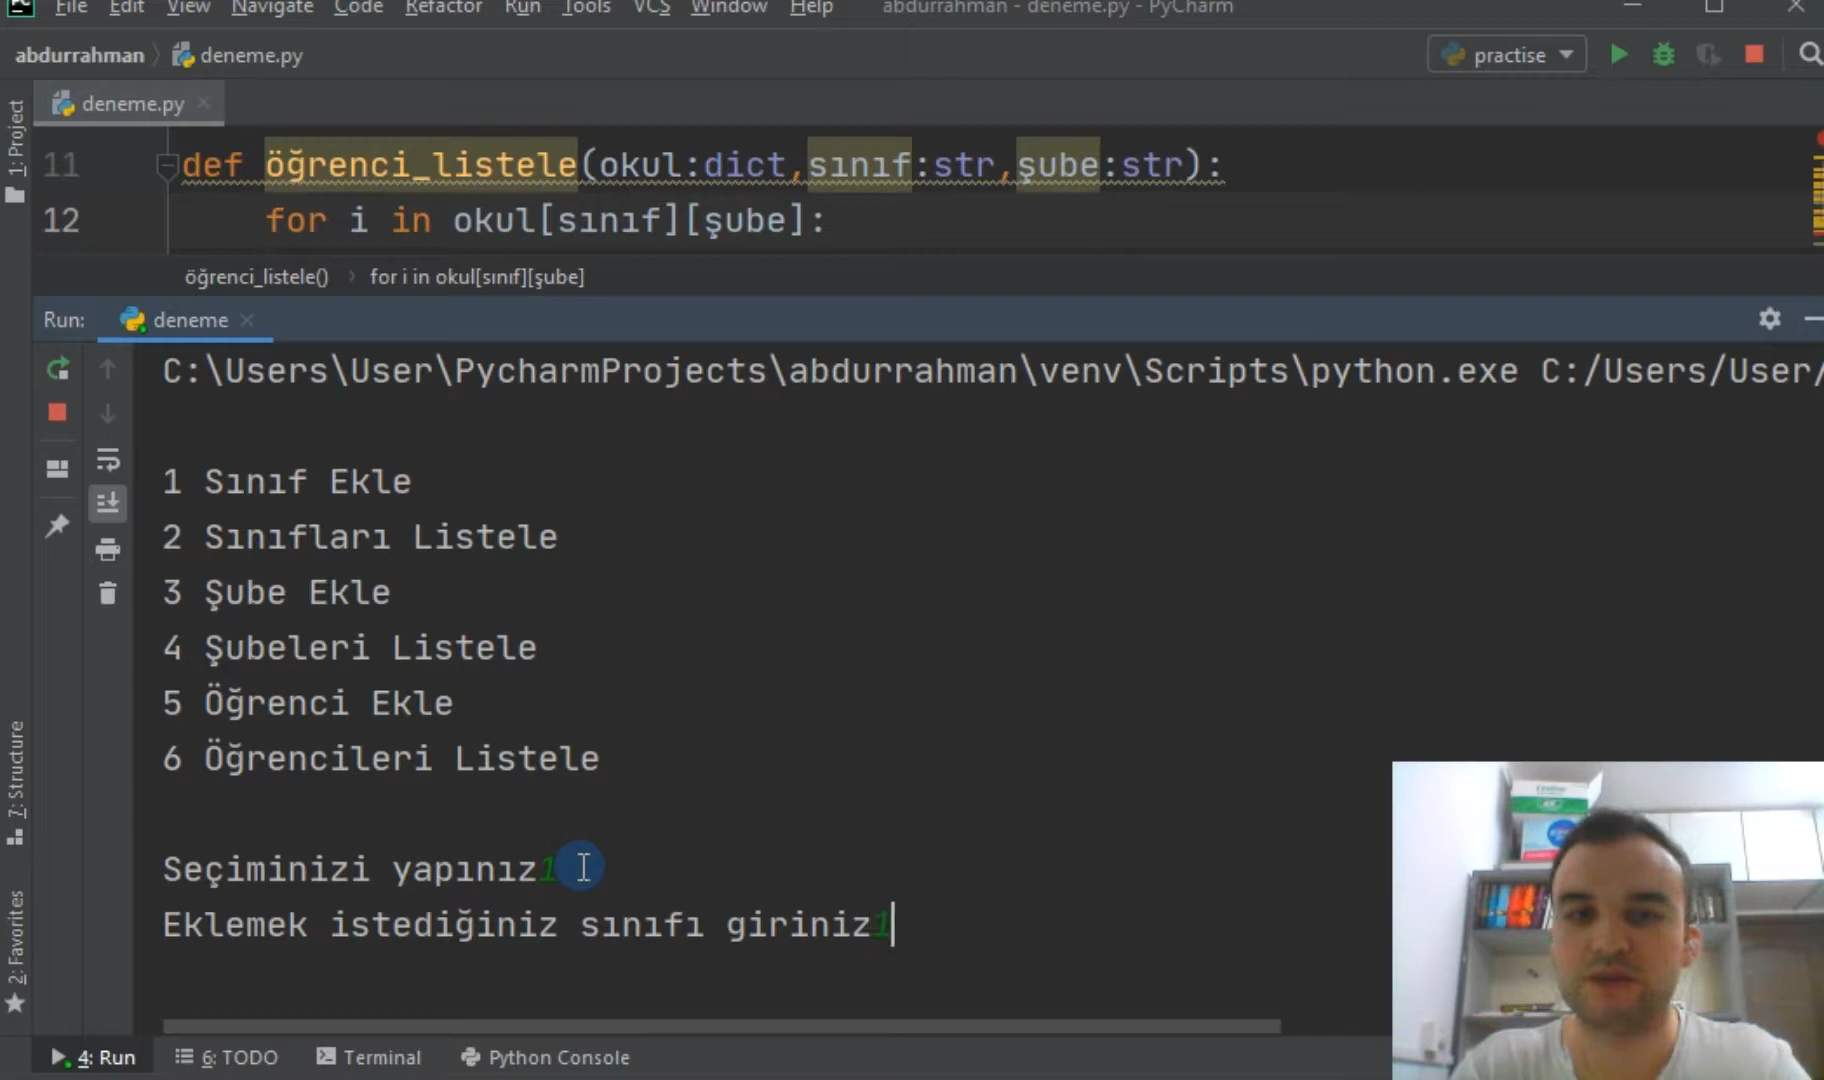 File Edit View Navigate Code Refactor Run Tools VCS Window Help abdurrahman - deneme.py - PyCharm
abdurrahman deneme.py practise
deneme.py
1: Project
11 def öğrenci_listele(okul:dict,sınıf:str,şube:str):
12 for i in okul[sınıf][şube]:
öğrenci_listele() for i in okul[sınıf][şube]
Run: deneme
C:\Users\User\PycharmProjects\abdurrahman\venv\Scripts\python.exe C:/Users/User/
1 Sınıf Ekle
2 Sınıfları Listele
3 Şube Ekle
4 Şubeleri Listele
5 Öğrenci Ekle
6 Öğrencileri Listele
Seçiminizi yapınız1
Eklemek istediğiniz sınıfı giriniz1
7: Structure
2: Favorites
4: Run 6: TODO Terminal Python Console